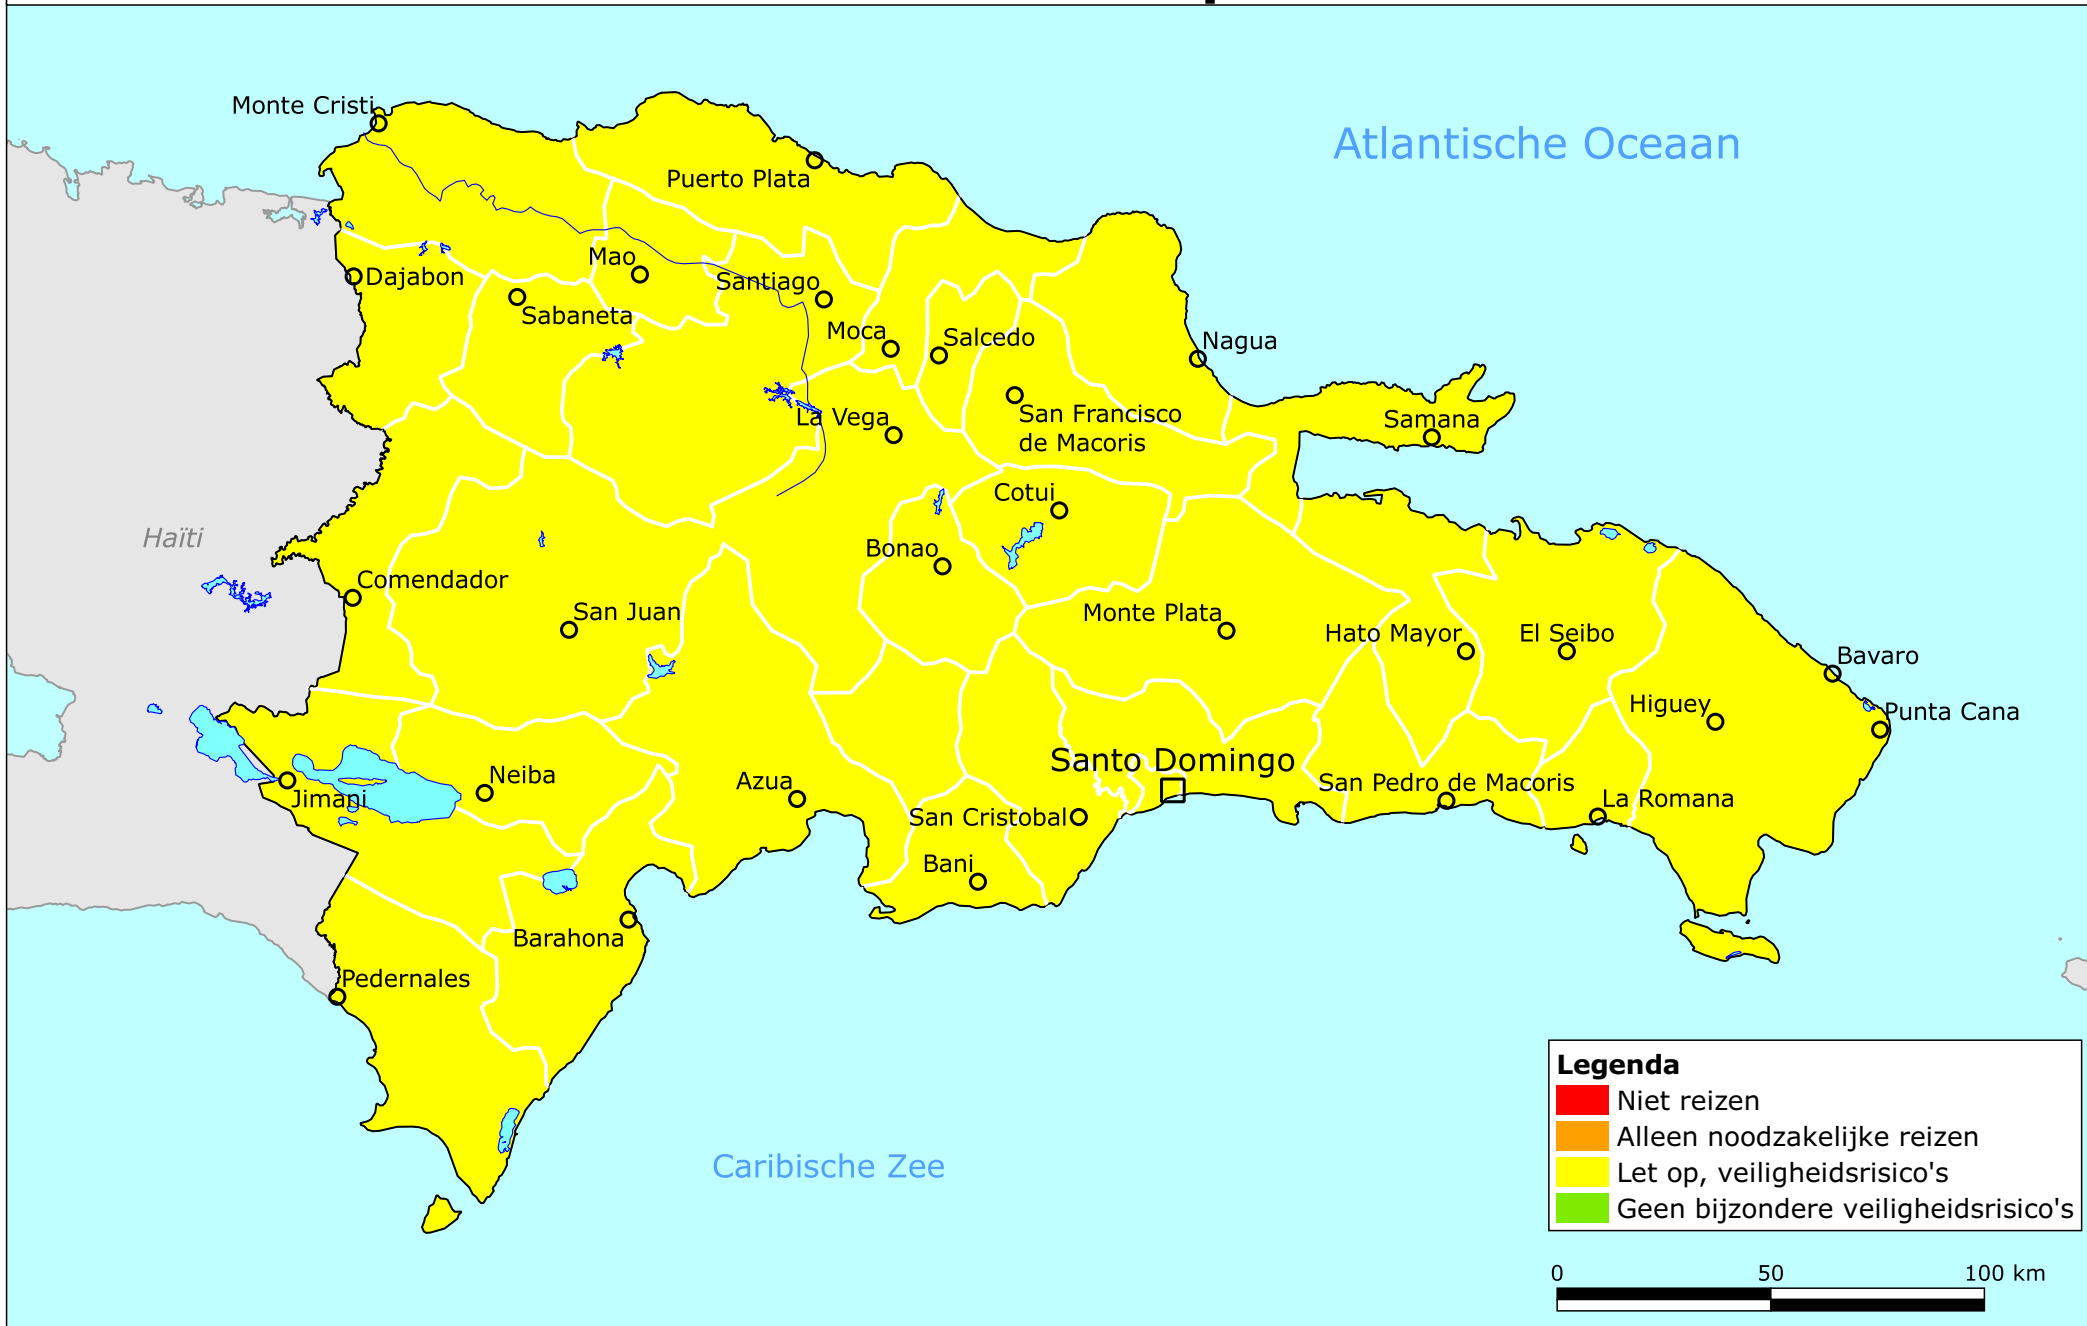 Monte Cristi
Atlantische Oceaan
Puerto Plata
Mao
Dajabon
Santiago
Sabaneta
Moca
Salcedo
Nagua
La Vega
San Francisco
de Macoris
Samana
Cotui
Haïti
Bonao
Comendador
San Juan
Monte Plata
Hato Mayor
El Seibo
Bavaro
Higuey
Punta Cana
Santo Domingo
Neiba
Azua
San Pedro de Macoris
Jimani
La Romana
San Cristobal
Bani
Barahona
Pedernales
Caribische Zee
Legenda
Niet reizen
Alleen noodzakelijke reizen
Let op, veiligheidsrisico's
Geen bijzondere veiligheidsrisico's
0 50 100 km